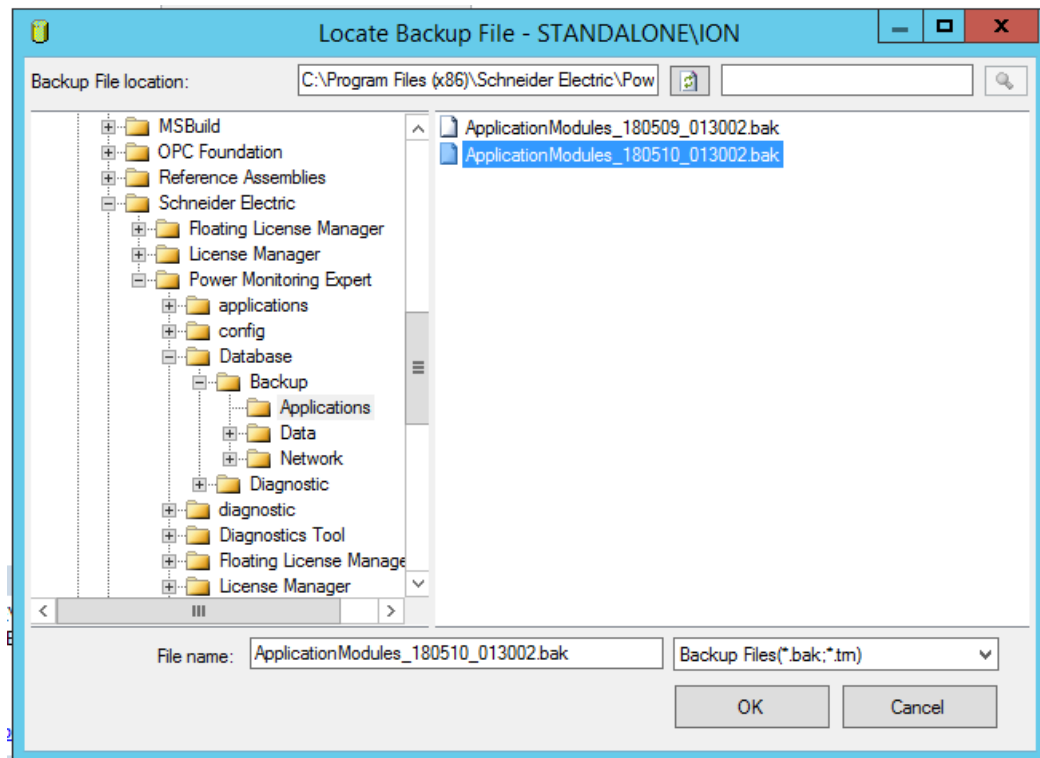 Locate Backup File - STANDALONE\ION
Backup File location:
C:\Program Files (x86)\Schneider Electric\Pow
MSBuild
OPC Foundation
Reference Assemblies
Schneider Electric
Floating License Manager
License Manager
Power Monitoring Expert
applications
config
Database
Backup
Applications
Data
Network
Diagnostic
diagnostic
Diagnostics Tool
Floating License Manage
License Manager
ApplicationModules_180509_013002.bak
ApplicationModules_180510_013002.bak
File name:
ApplicationModules_180510_013002.bak
Backup Files(*.bak;*.trn)
OK
Cancel